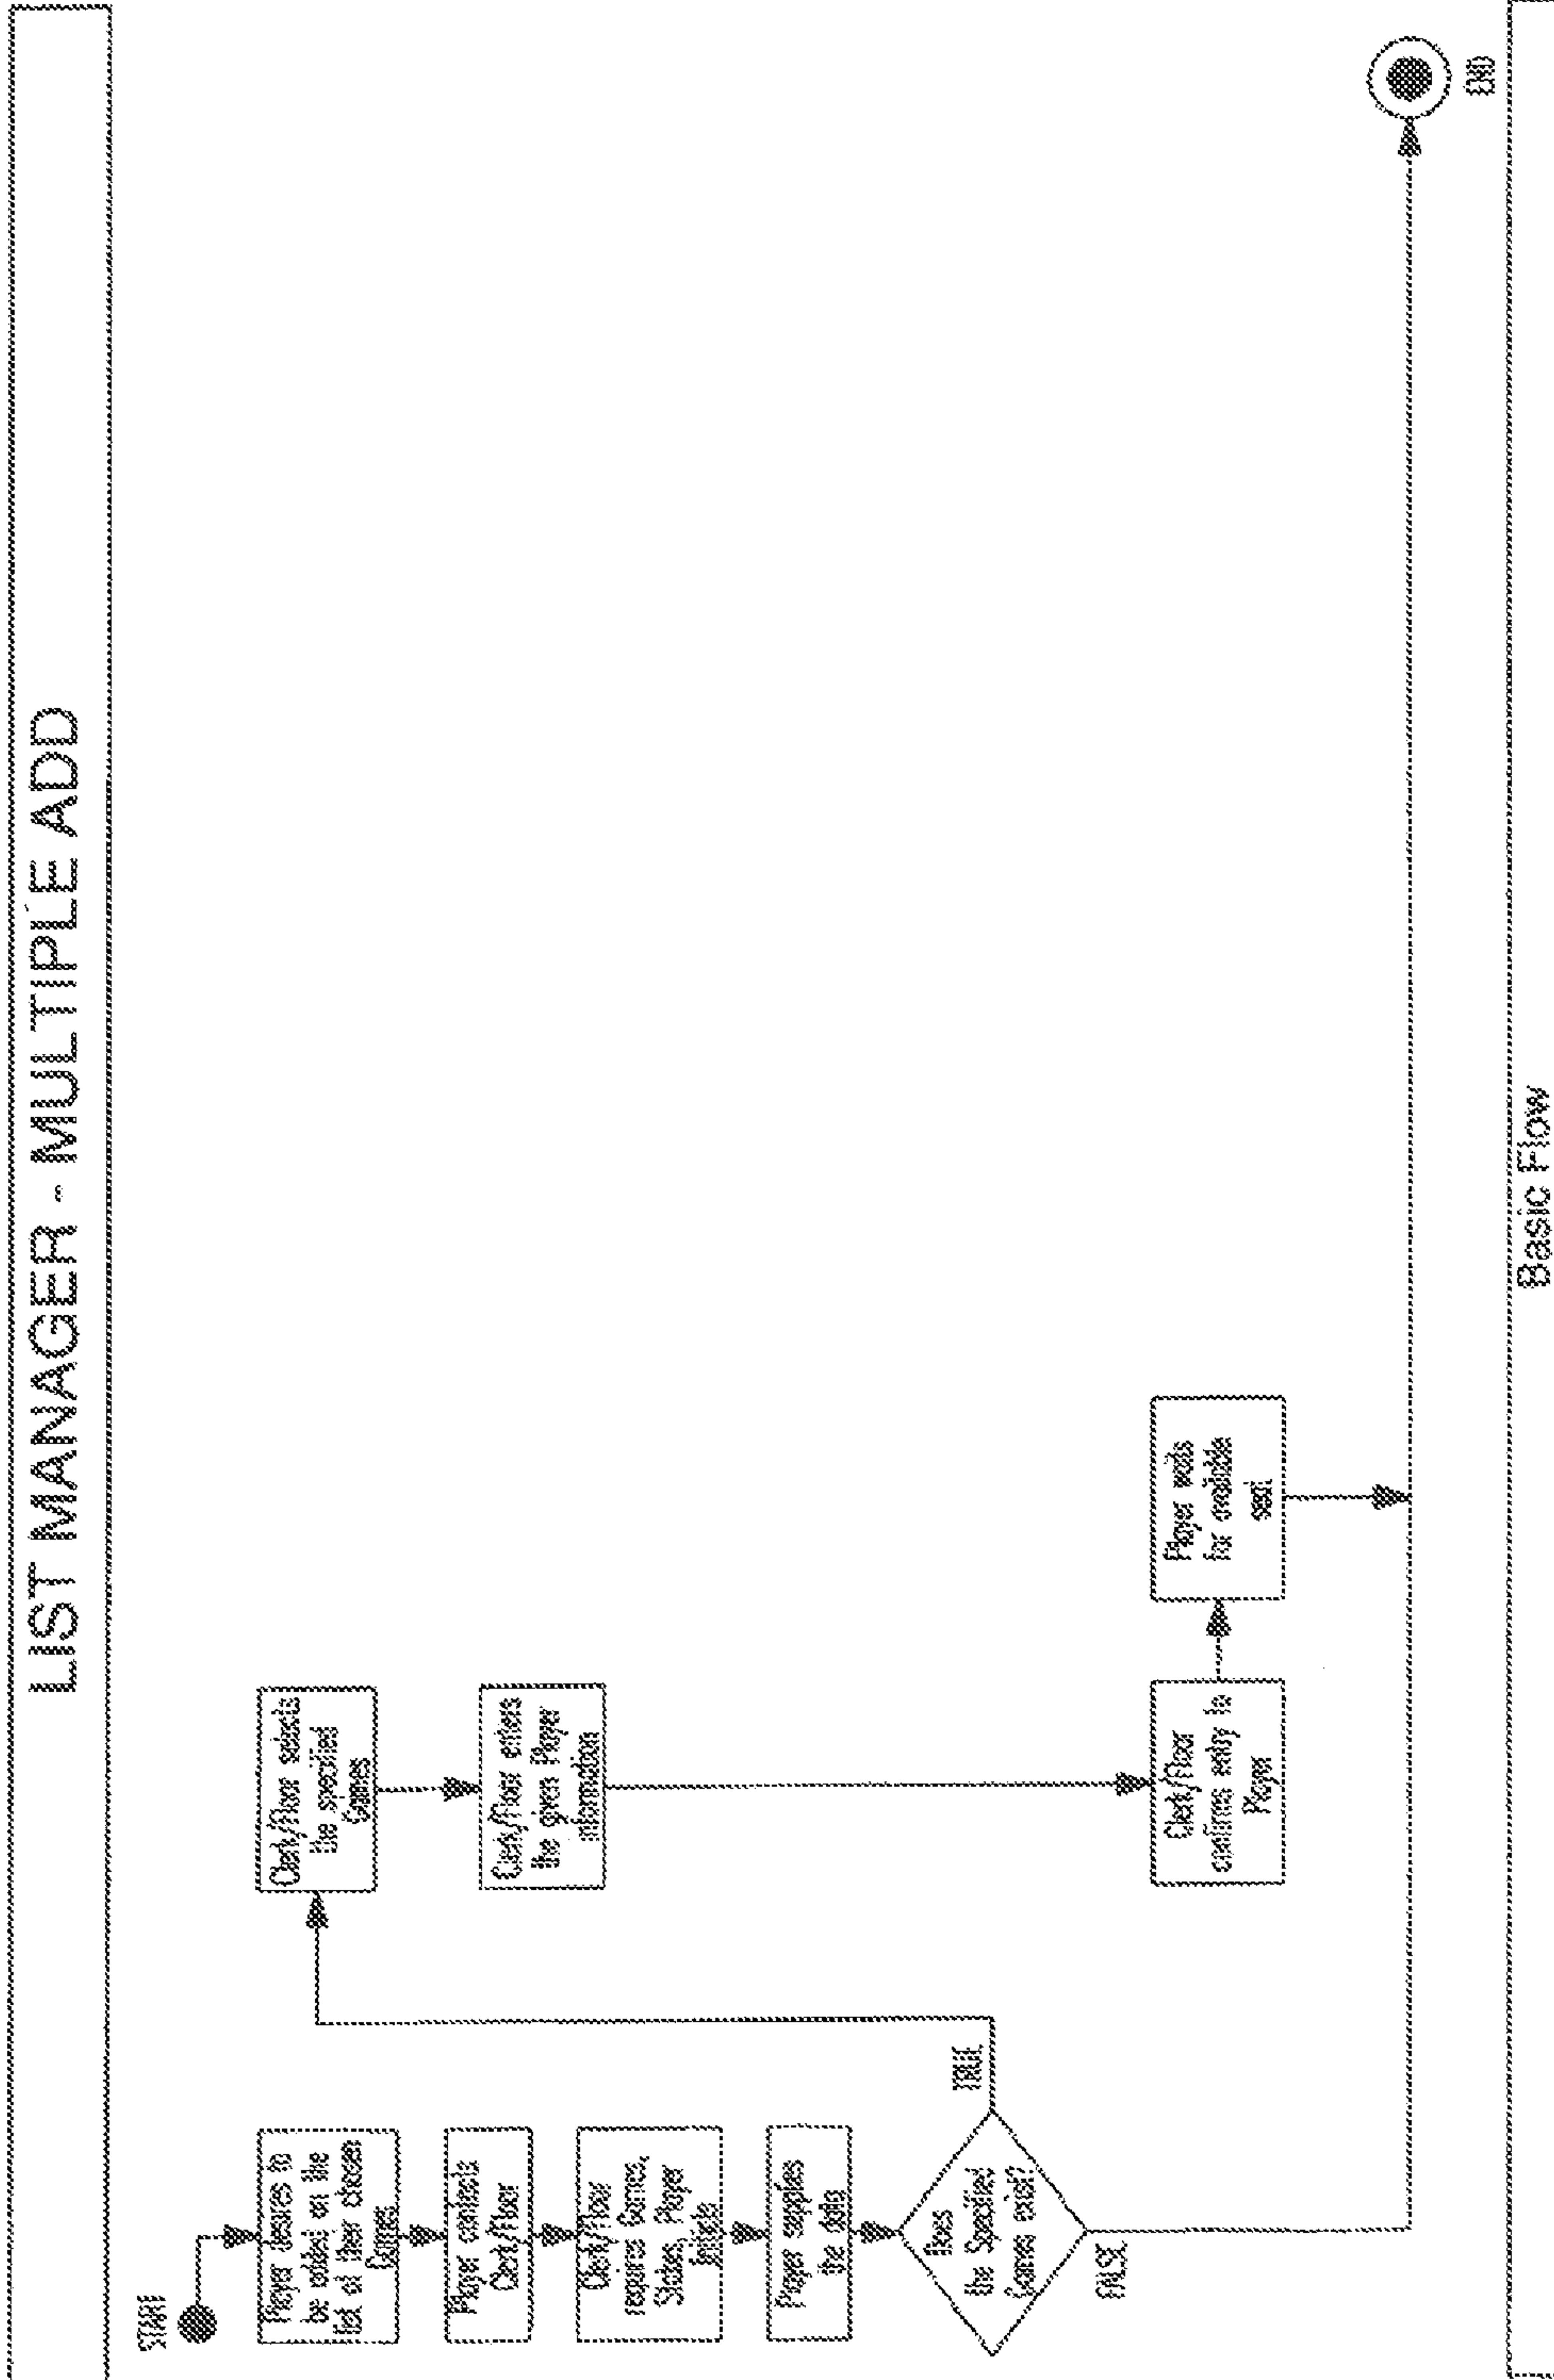 LIST MANAGER - MULTIPLE ADD
START
Player desires to
be added on the
list of their chosen
Games
Player contacts
Clerk/Floor
Clerk/Floor
requires Games,
Stakes, Player
Initials
Player supplies
the data
Does
the Specified
Games exist?
TRUE
FALSE
Clerk/Floor selects
the specified
Games
Clerk/Floor enters
the given Player
information
Clerk/Floor
confirms entry to
Player
Player waits
for available
seat
END
Basic Flow